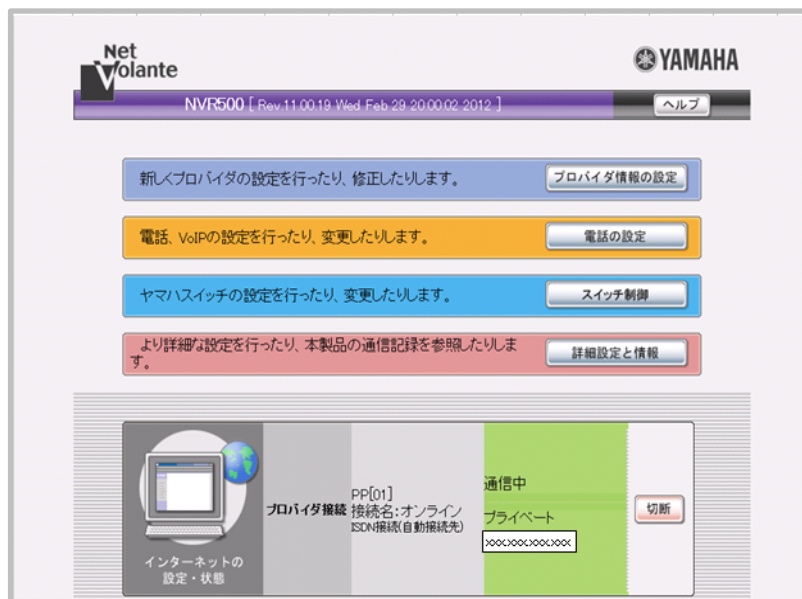 Net
Volante
YAMAHA
NVR500 [ Rev.11.00.19 Wed Feb 29 20:00:02 2012 ]
ヘルプ
新しくプロバイダの設定を行ったり、修正したりします。
プロバイダ情報の設定
電話、VoIPの設定を行ったり、変更したりします。
電話の設定
ヤマハスイッチの設定を行ったり、変更したりします。
スイッチ制御
より詳細な設定を行ったり、本製品の通信記録を参照したりしま
す。
詳細設定と情報
インターネットの
設定・状態
プロバイダ接続
PP[01]
接続名:オンライン
ISDN接続(自動接続先)
通信中
プライベート
xxx.xxx.xxx.xxx
切断